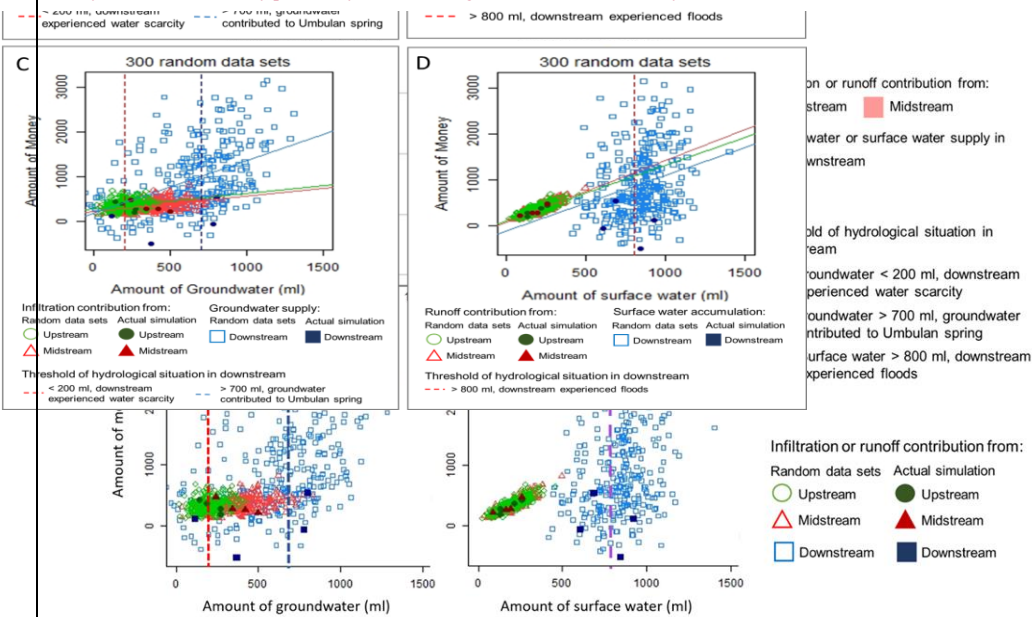 < 200 ml, downstream
experienced water scarcity
> 700 ml, groundwater
contributed to Umbulan spring
> 800 ml, downstream experienced floods
C
300 random data sets
Amount of Money
3000
2000
1000
0
0 500 1000 1500
Amount of Groundwater (ml)
Infiltration contribution from:
Random data sets Actual simulation
Upstream Upstream
Midstream Midstream
Groundwater supply:
Random data sets Actual simulation
Downstream Downstream
Threshold of hydrological situation in downstream
< 200 ml, downstream
experienced water scarcity
> 700 ml, groundwater
contributed to Umbulan spring
D
300 random data sets
Amount of Money
3000
2000
1000
0
0 500 1000 1500
Amount of surface water (ml)
Runoff contribution from:
Random data sets Actual simulation
Upstream Upstream
Midstream Midstream
Surface water accumulation:
Random data sets Actual simulation
Downstream Downstream
Threshold of hydrological situation in downstream
> 800 ml, downstream experienced floods
on or runoff contribution from:
stream Midstream
water or surface water supply in
wnstream
old of hydrological situation in
ream
roundwater < 200 ml, downstream
perienced water scarcity
roundwater > 700 ml, groundwater
ntributed to Umbulan spring
urface water > 800 ml, downstream
xperienced floods
Amount of m
1000
0
0 500 1000 1500
Amount of groundwater (ml)
1000
0
0 500 1000 1500
Amount of surface water (ml)
Infiltration or runoff contribution from:
Random data sets Actual simulation
Upstream Upstream
Midstream Midstream
Downstream Downstream